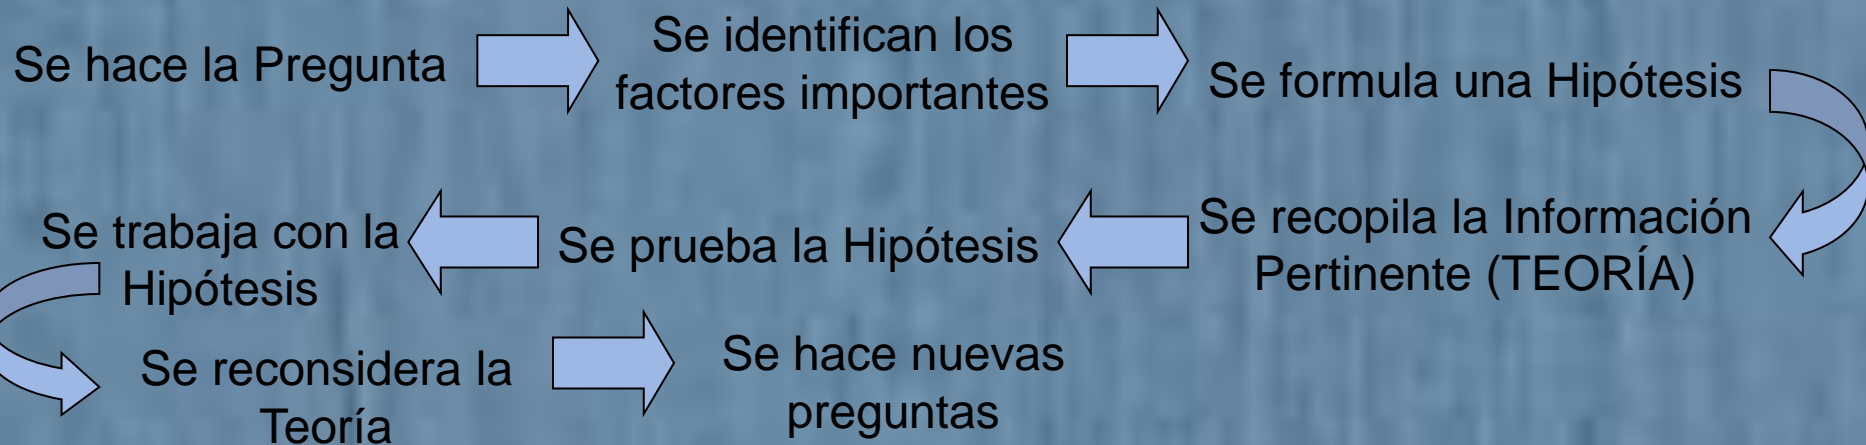 Se hace la Pregunta
Se identifican los
factores importantes
Se formula una Hipótesis
Se recopila la Información
Pertinente (TEORÍA)
Se prueba la Hipótesis
Se trabaja con la
Hipótesis
Se reconsidera la
Teoría
Se hace nuevas
preguntas